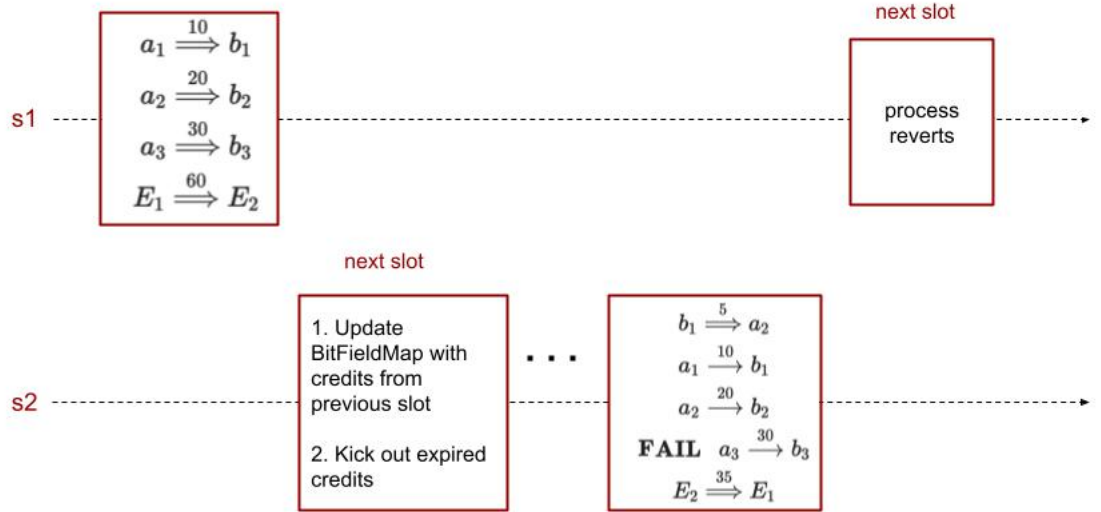 next slot
s1
a₁ ⟹¹⁰ b₁
a₂ ⟹²⁰ b₂
a₃ ⟹³⁰ b₃
E₁ ⟹⁶⁰ E₂
process
reverts
next slot
s2
1. Update
BitFieldMap with
credits from
previous slot
2. Kick out expired
credits
. . .
b₁ ⟹⁵ a₂
a₁ ⟶¹⁰ b₁
a₂ ⟶²⁰ b₂
FAIL a₃ ⟶³⁰ b₃
E₂ ⟹³⁵ E₁